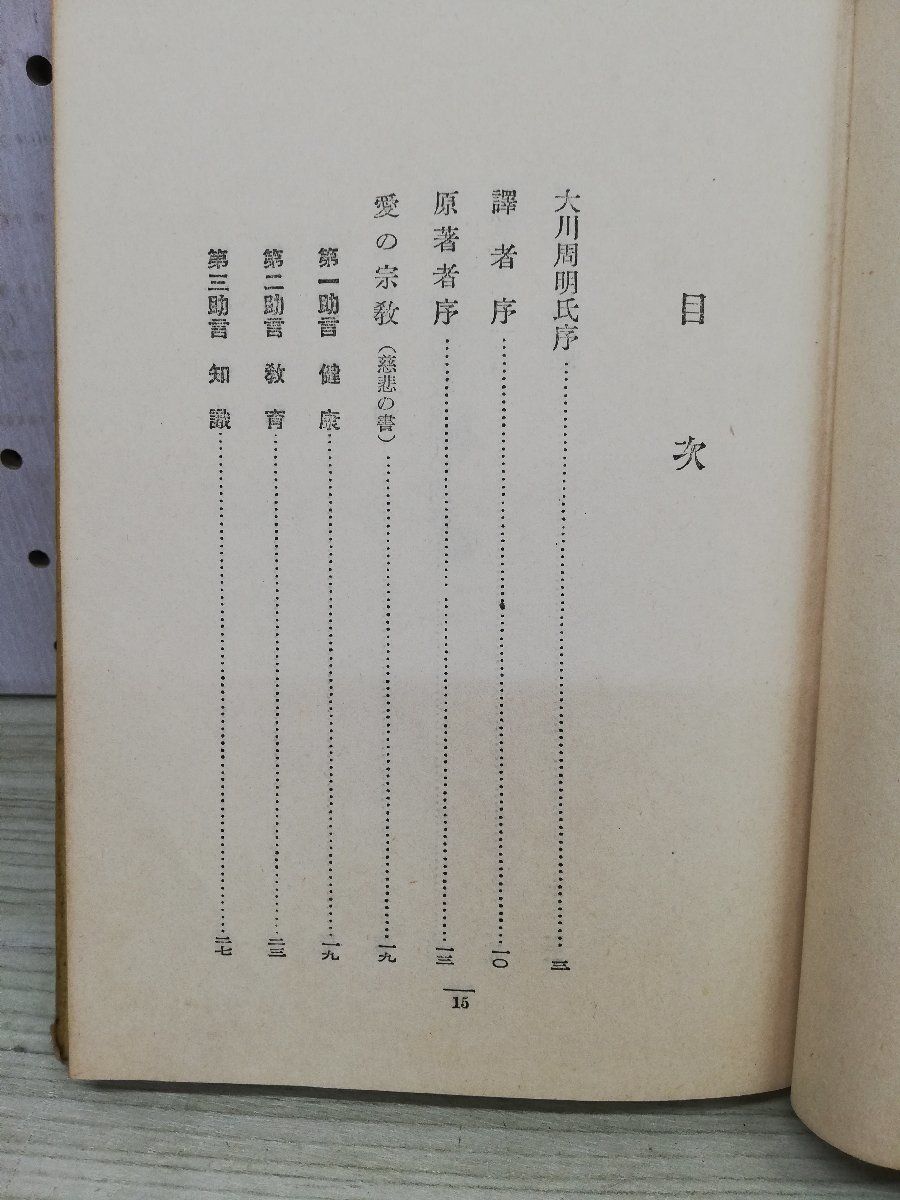 目次
大川周明氏序……………………三
譯者序……………………一〇
原著者序……………………一三
愛の宗教（慈悲の書）……………………一九
第一助言 健康……………………一九
第二助言 教育……………………二三
第三助言 知識……………………二七
15